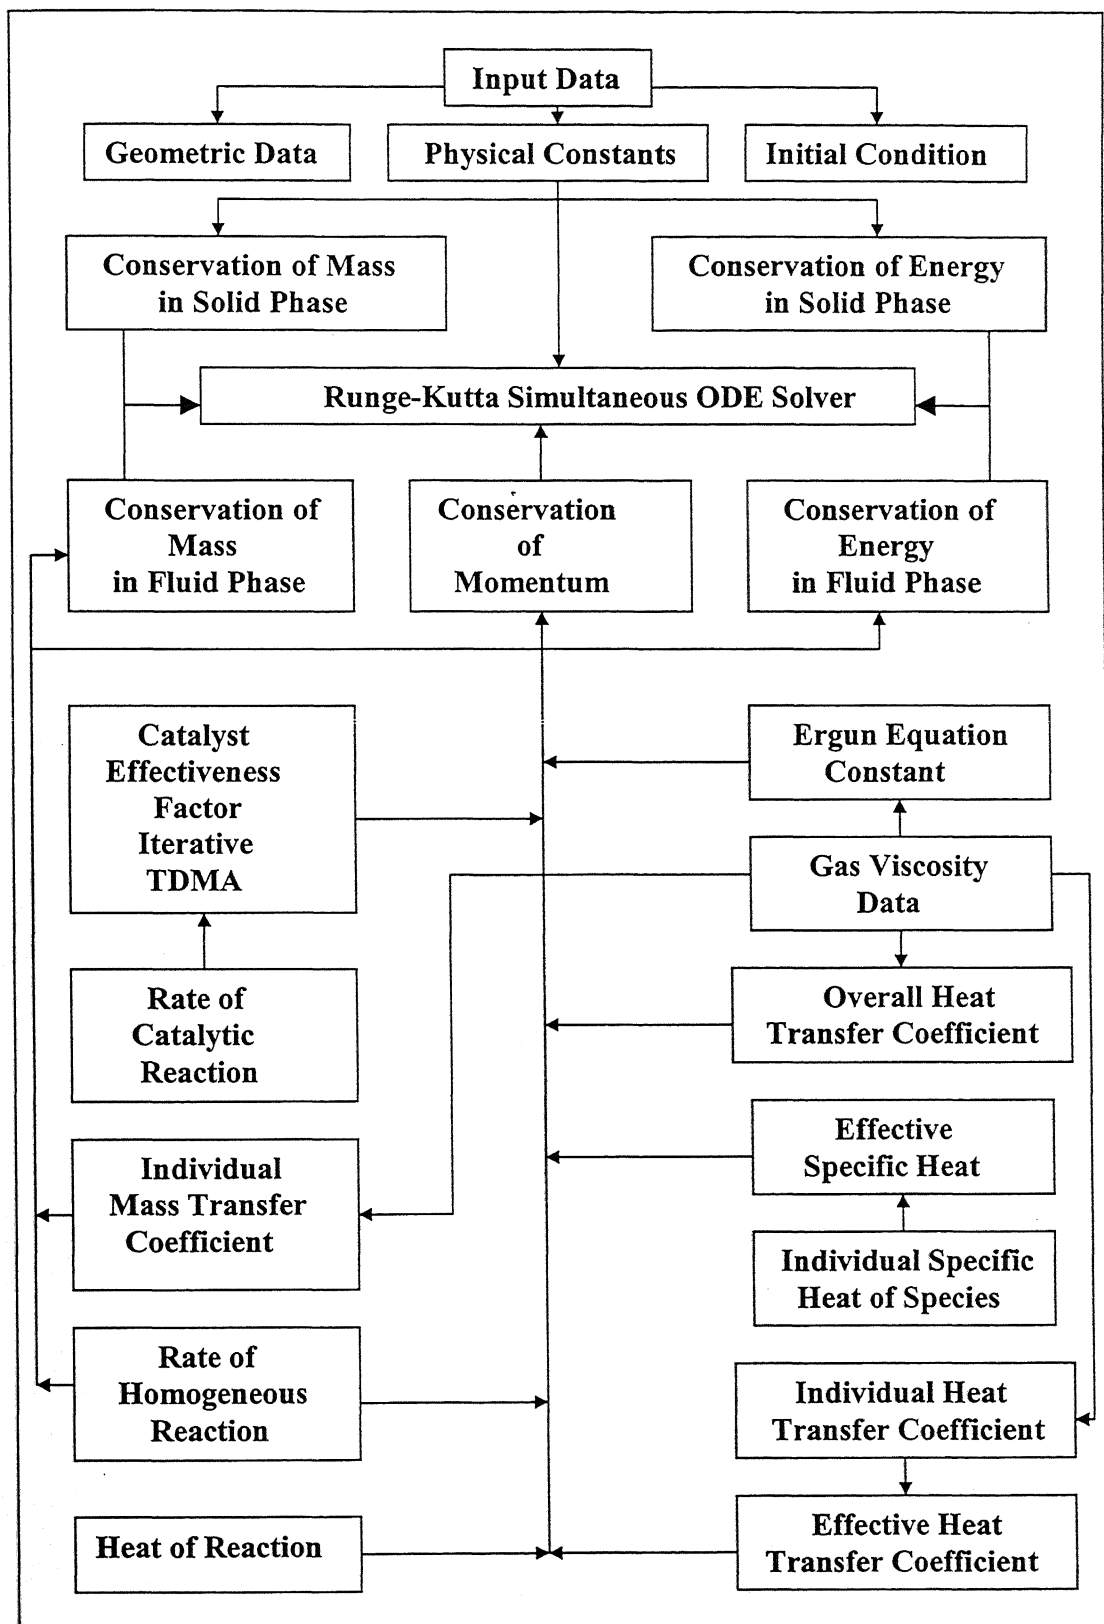 Input Data
Geometric Data
Physical Constants
Initial Condition
Conservation of Mass
in Solid Phase
Conservation of Energy
in Solid Phase
Runge-Kutta Simultaneous ODE Solver
Conservation of
Mass
in Fluid Phase
Conservation
of
Momentum
Conservation of
Energy
in Fluid Phase
Catalyst
Effectiveness
Factor
Iterative
TDMA
Ergun Equation
Constant
Gas Viscosity
Data
Rate of
Catalytic
Reaction
Overall Heat
Transfer Coefficient
Individual
Mass Transfer
Coefficient
Effective
Specific Heat
Individual Specific
Heat of Species
Rate of
Homogeneous
Reaction
Individual Heat
Transfer Coefficient
Heat of Reaction
Effective Heat
Transfer Coefficient